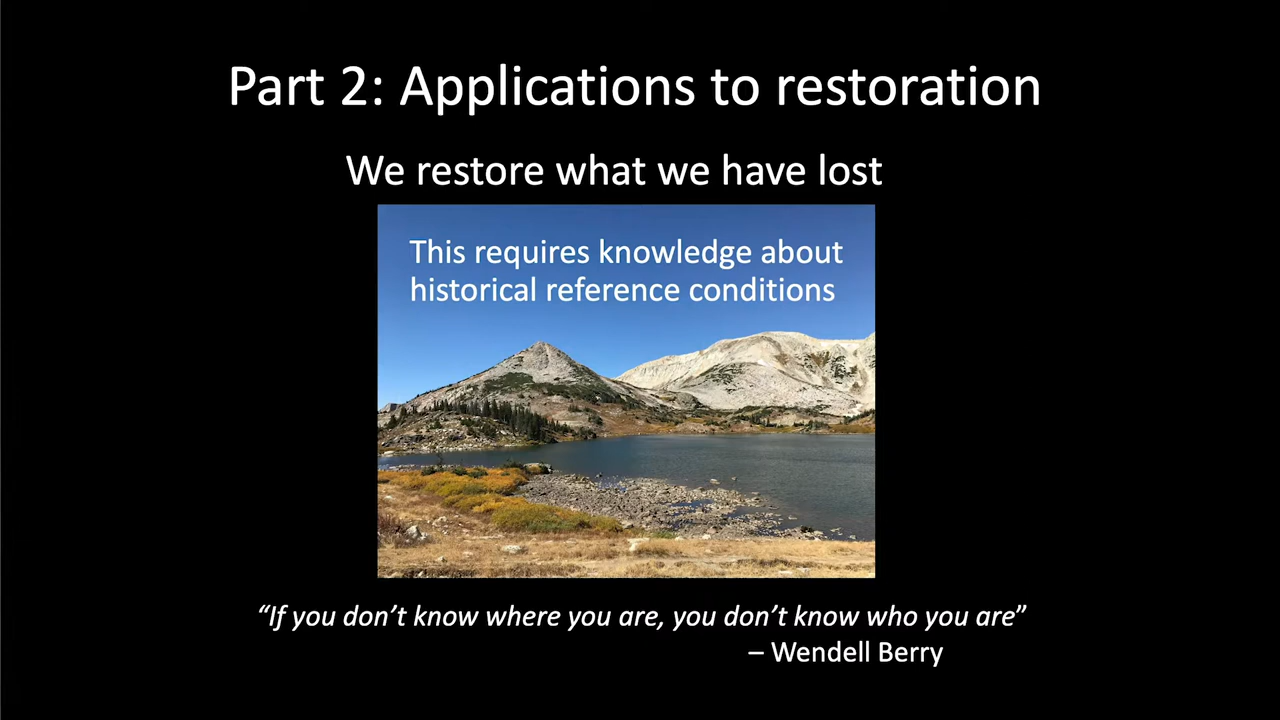 Part 2: Applications to restoration
We restore what we have lost
This requires knowledge about
historical reference conditions
“If you don’t know where you are, you don’t know who you are”
– Wendell Berry